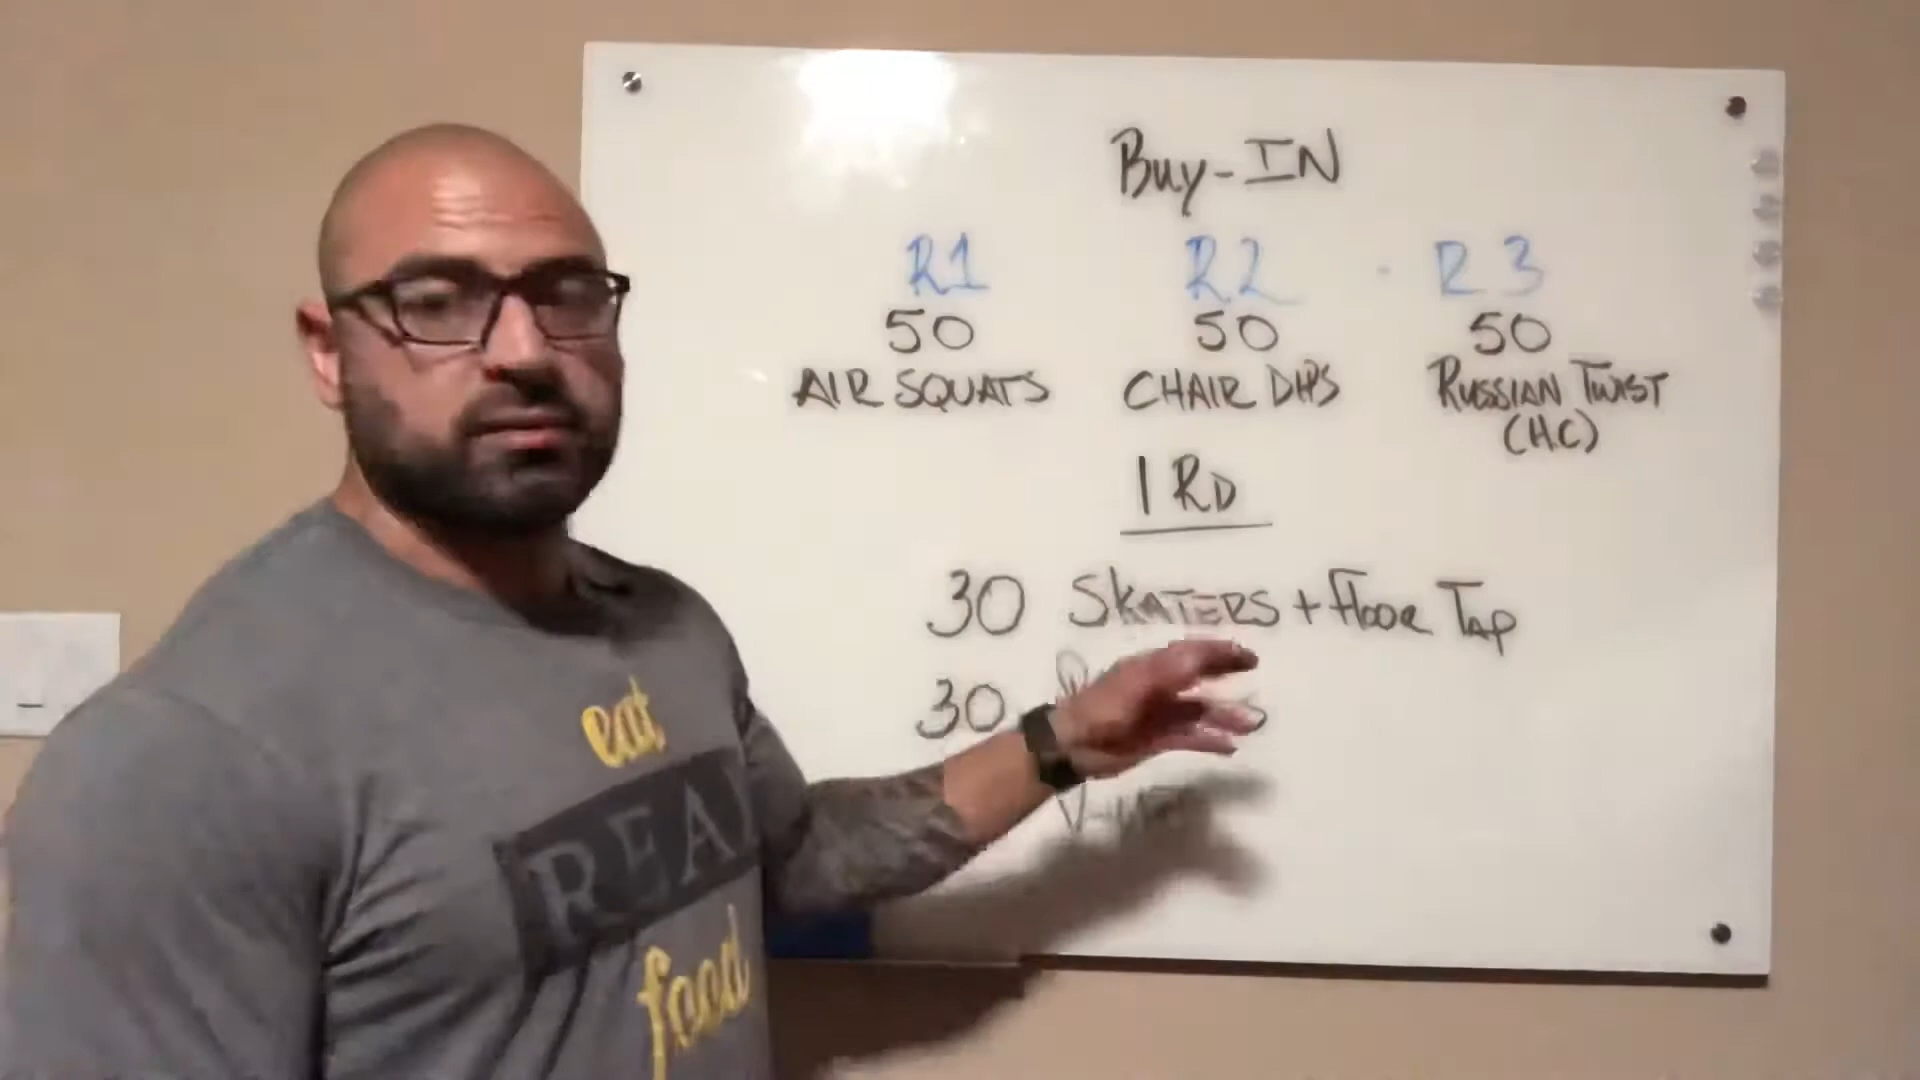 Buy-IN
R1 R2 R3
50 50 50
AIR SQUATS CHAIR DIPS RUSSIAN TWIST
(H.C)
1 RD
30 SKATERS + Floor TAP
30
eat
REAL
food